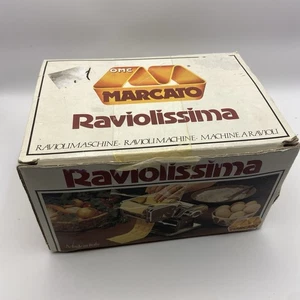 OMC
MARCATO
Raviolissima
RAVIOLIMASCHINE - RAVIOLI MACHINE - MACHINE A RAVIOLI
Raviolissima